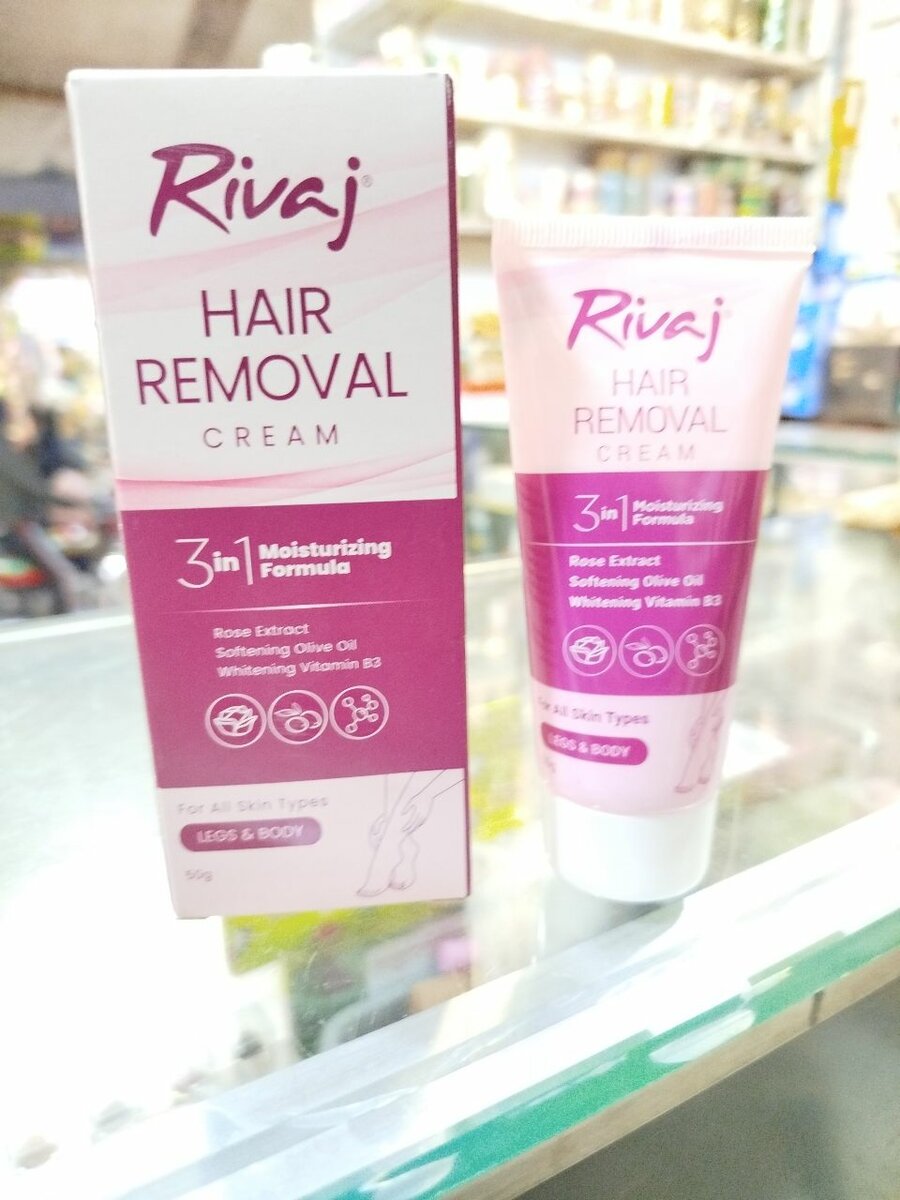 Rivaj®
HAIR
REMOVAL
CREAM
3in1 Moisturizing
Formula
Rose Extract
Softening Olive Oil
Whitening Vitamin B3
For All Skin Types
LEGS & BODY
50g
Rivaj
HAIR
REMOVAL
CREAM
3in1 Moisturizing
Formula
Rose Extract
Softening Olive Oil
Whitening Vitamin B3
For All Skin Types
LEGS & BODY